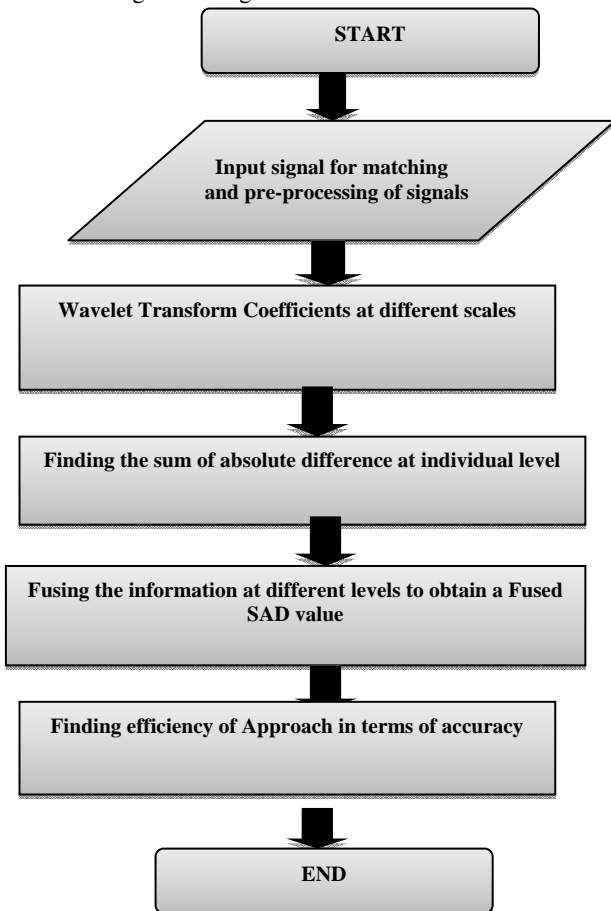 START
Input signal for matching
and pre-processing of signals
Wavelet Transform Coefficients at different scales
Finding the sum of absolute difference at individual level
Fusing the information at different levels to obtain a Fused
SAD value
Finding efficiency of Approach in terms of accuracy
END